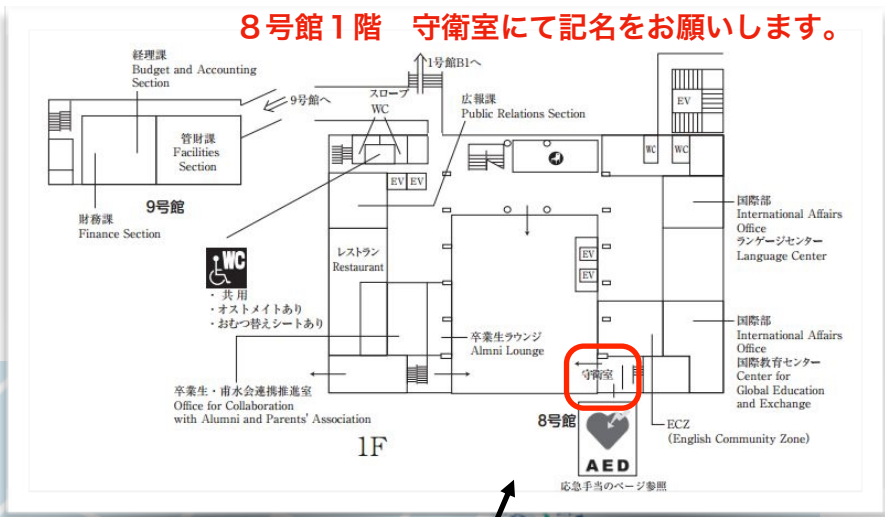 ８号館１階　守衛室にて記名をお願いします。
経理課
Budget and Accounting
Section
9号館へ
スロープ
WC
1号館B1へ
広報課
Public Relations Section
EV
管財課
Facilities
Section
EV EV
WC
WC
9号館
財務課
Finance Section
国際部
International Affairs
Office
ランゲージセンター
Language Center
WC
・共用
・オストメイトあり
・おむつ替えシートあり
レストラン
Restaurant
EV
EV
卒業生ラウンジ
Almni Lounge
国際部
International Affairs
Office
国際教育センター
Center for
Global Education
and Exchange
守衛室
卒業生・甫水会連携推進室
Office for Collaboration
with Alumni and Parents' Association
8号館
ECZ
(English Community Zone)
1F
AED
応急手当のページ参照